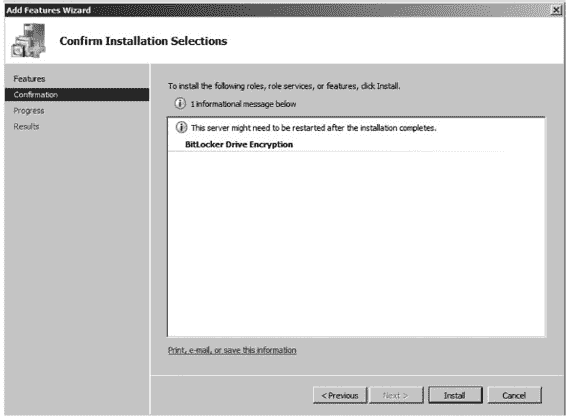 Add Features Wizard
Confirm Installation Selections
Features
Confirmation
Progress
Results
To install the following roles, role services, or features, click Install.
1 informational message below
This server might need to be restarted after the installation completes.
BitLocker Drive Encryption
Print, e-mail, or save this information
< Previous
Next >
Install
Cancel